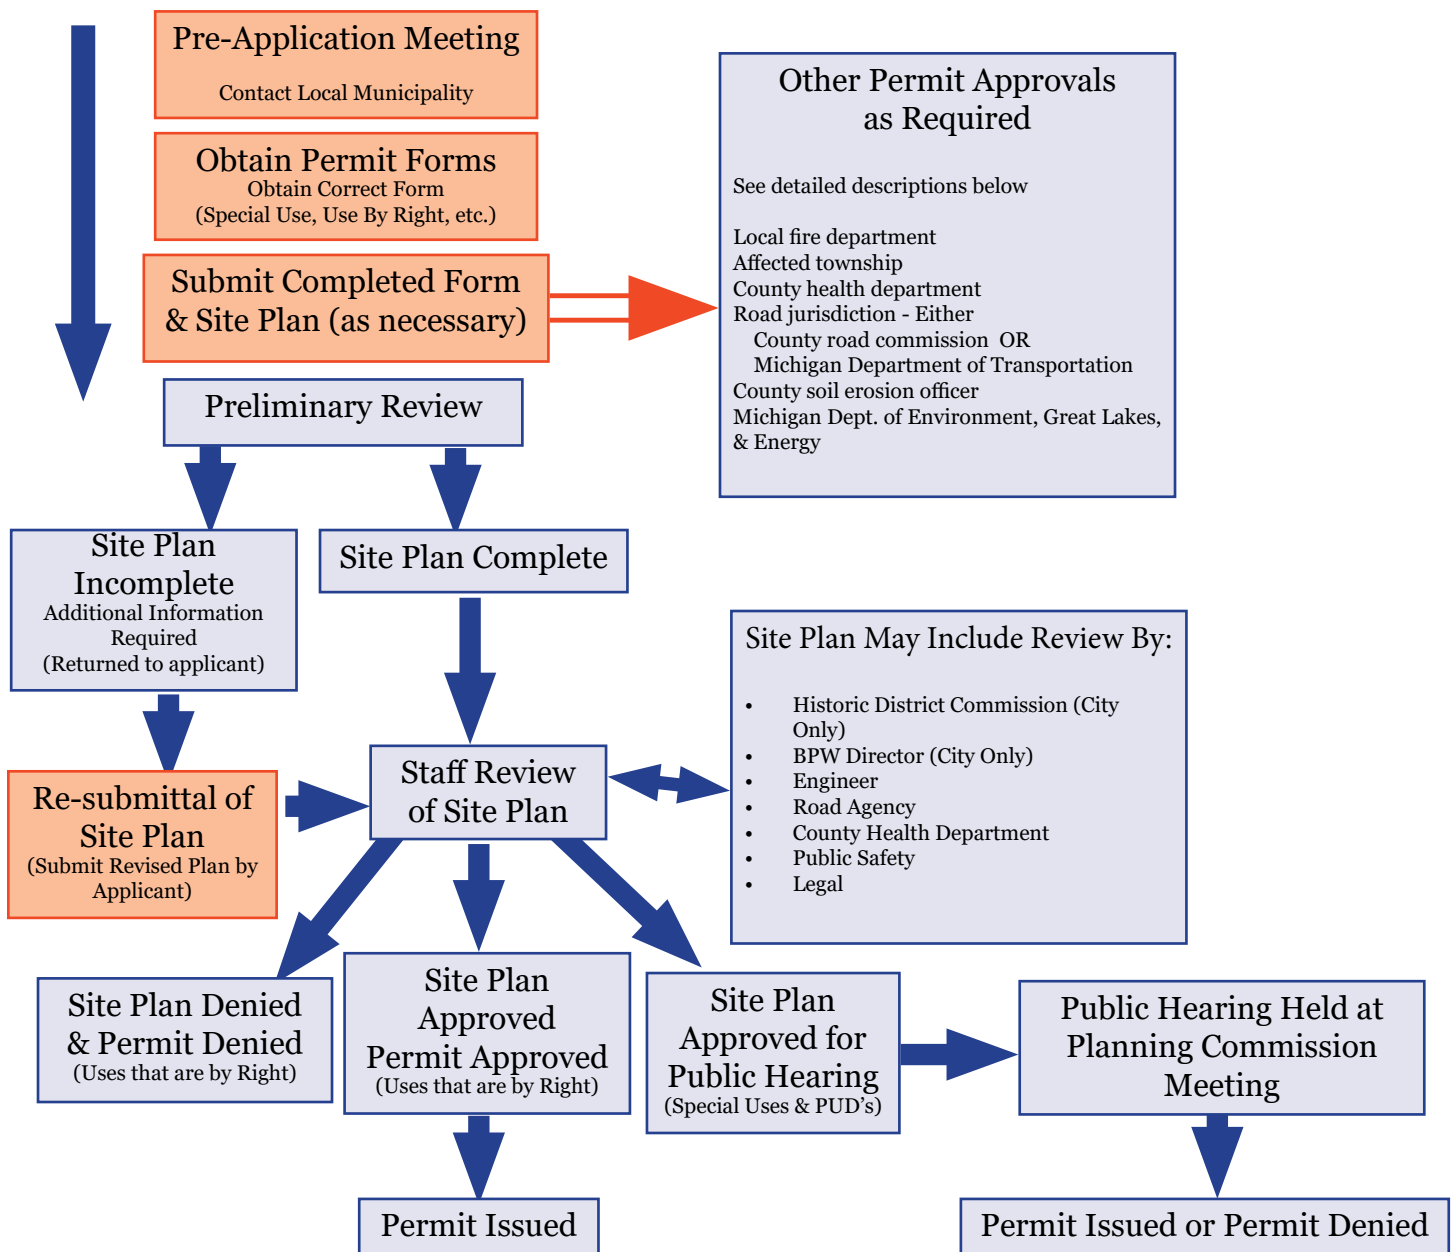 Pre-Application Meeting
Contact Local Municipality
Obtain Permit Forms
Obtain Correct Form
(Special Use, Use By Right, etc.)
Submit Completed Form
& Site Plan (as necessary)
Other Permit Approvals
as Required
See detailed descriptions below
Local fire department
Affected township
County health department
Road jurisdiction - Either
County road commission OR
Michigan Department of Transportation
County soil erosion officer
Michigan Dept. of Environment, Great Lakes,
& Energy
Preliminary Review
Site Plan
Incomplete
Additional Information
Required
(Returned to applicant)
Site Plan Complete
Site Plan May Include Review By:
• Historic District Commission (City
Only)
• BPW Director (City Only)
• Engineer
• Road Agency
• County Health Department
• Public Safety
• Legal
Re-submittal of
Site Plan
(Submit Revised Plan by
Applicant)
Staff Review
of Site Plan
Site Plan Denied
& Permit Denied
(Uses that are by Right)
Site Plan
Approved
Permit Approved
(Uses that are by Right)
Site Plan
Approved for
Public Hearing
(Special Uses & PUD's)
Public Hearing Held at
Planning Commission
Meeting
Permit Issued
Permit Issued or Permit Denied